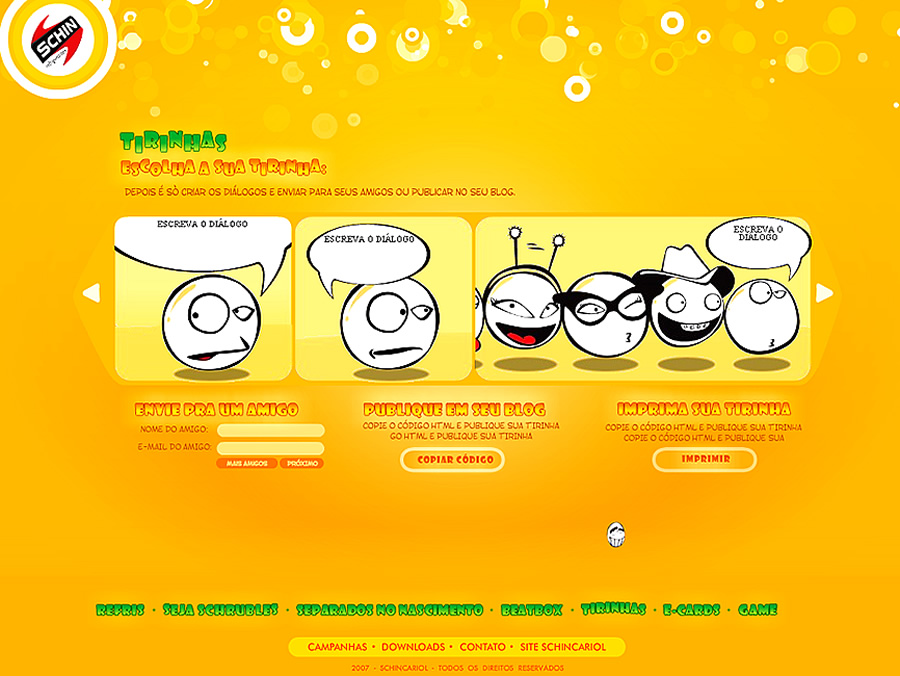 SCHIN
TIRINHAS
ESCOLHA A SUA TIRINHA:
DEPOIS É SÒ CRIAR OS DIÁLOGOS E ENVIAR PARA SEUS AMIGOS OU PUBLICAR NO SEU BLOG.
ESCREVA O DIÁLOGO
ESCREVA O DIÁLOGO
ESCREVA O
DIÁLOGO
ENVIE PRA UM AMIGO
NOME DO AMIGO:
E-MAIL DO AMIGO:
MAIS AMIGOS
PRÓXIMO
PUBLIQUE EM SEU BLOG
COPIE O CÓDIGO HTML E PUBLIQUE SUA TIRINHA
GO HTML E PUBLIQUE SUA TIRINHA
COPIAR CÓDIGO
IMPRIMA SUA TIRINHA
COPIE O CÓDIGO HTML E PUBLIQUE SUA TIRINHA
COPIE O CÓDIGO HTML E PUBLIQUE SUA
IMPRIMIR
REPRIS · SEJA SCHRUBLES · SEPARADOS NO NASCIMENTO · BEATBOX · TIRINHAS · E-CARDS · GAME
CAMPANHAS · DOWNLOADS · CONTATO · SITE SCHINCARIOL
2007 - SCHINCARIOL - TODOS OS DIREITOS RESERVADOS